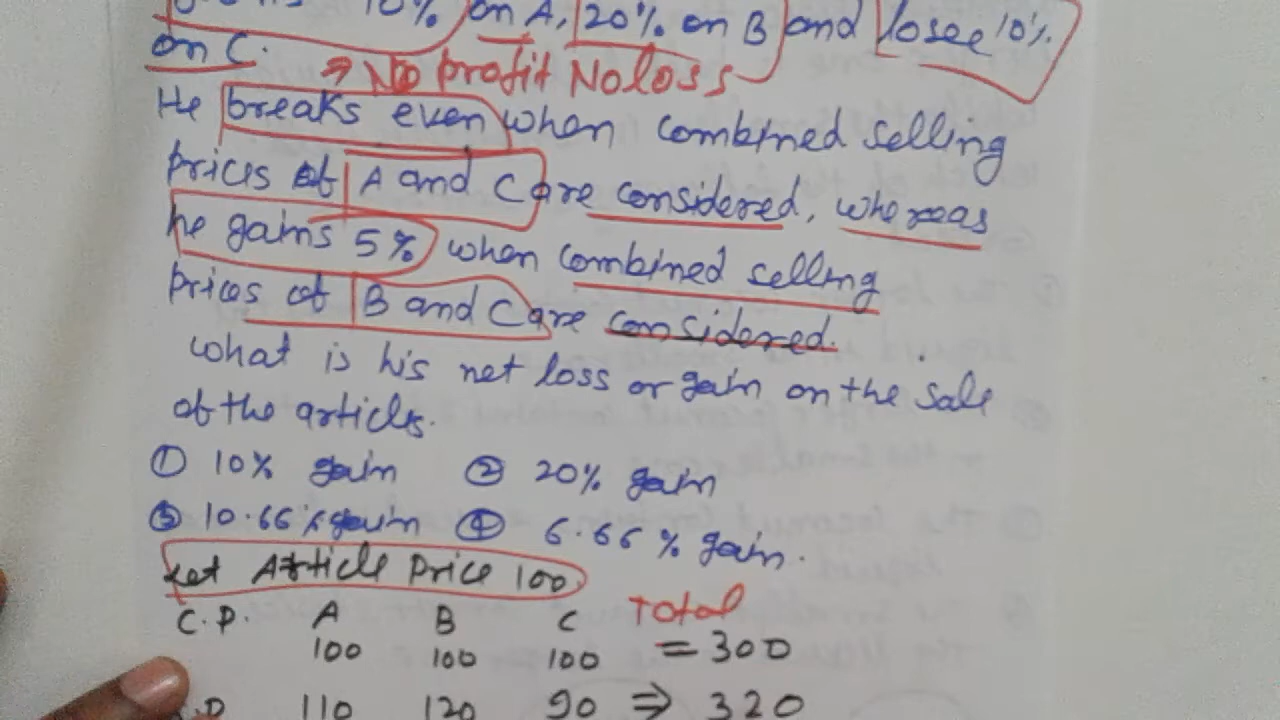 10% on A, 20% on B and losee 10%
on C.
→ No profit No loss
He breaks even when combined selling
Prices of A and C are considered, whereas
he gains 5% when combined selling
Prices of B and C are considered.
what is his net loss or gain on the sale
of the articles.
① 10% gain ② 20% gain
③ 10.66% gain ④ 6.66% gain.
Let Article Price 100
C.P. A B C Total
100 100 100 = 300
110 120 90 ⇒ 320